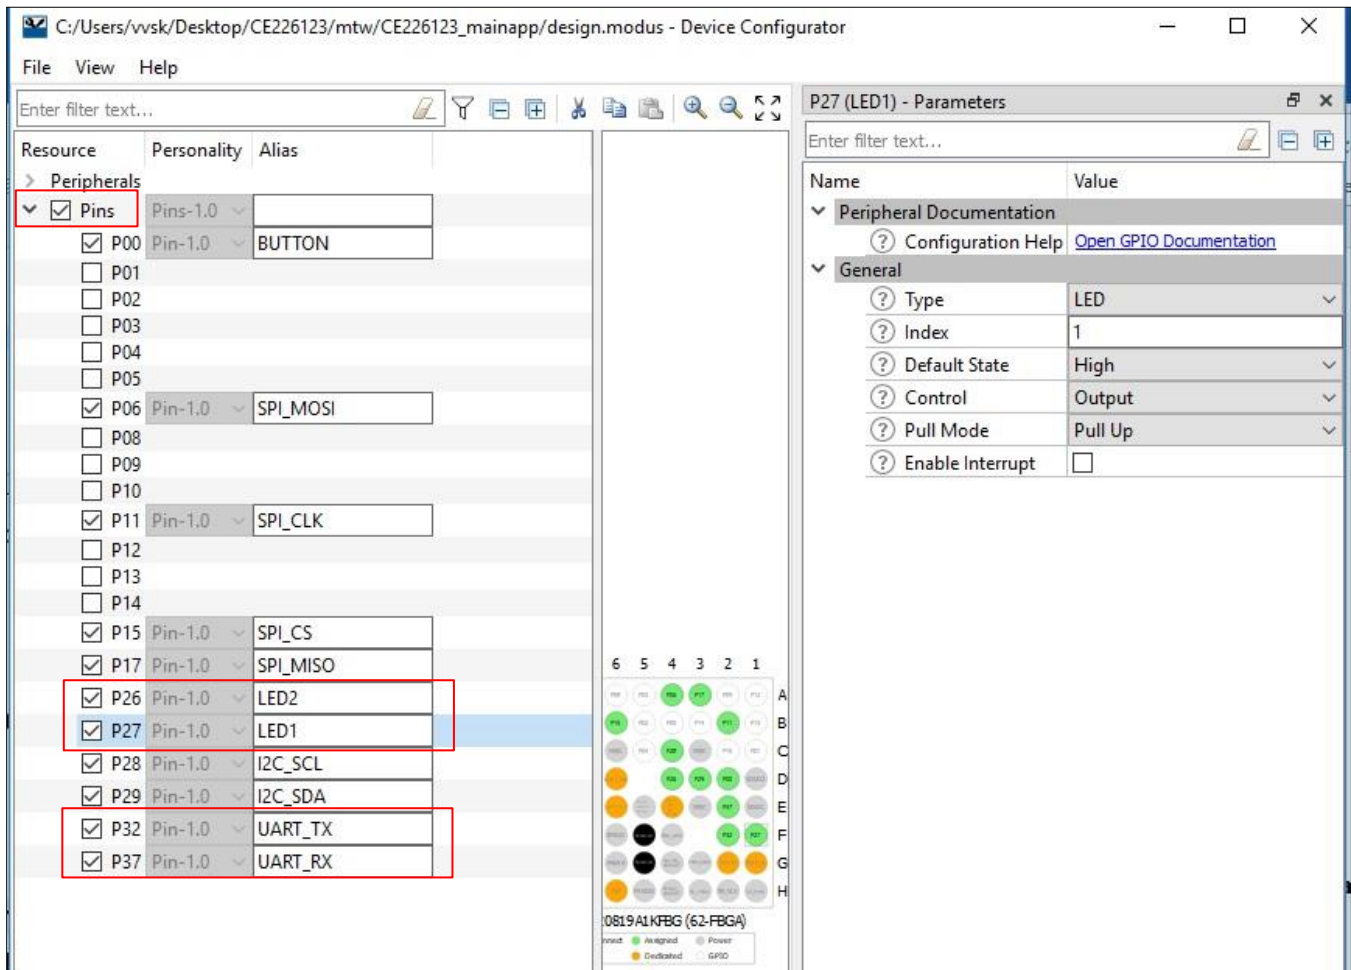 C:/Users/vvsk/Desktop/CE226123/mtw/CE226123_mainapp/design.modus - Device Configurator
File View Help
Enter filter text...
Resource Personality Alias
Peripherals
Pins Pins-1.0
P00 Pin-1.0 BUTTON
P01
P02
P03
P04
P05
P06 Pin-1.0 SPI_MOSI
P08
P09
P10
P11 Pin-1.0 SPI_CLK
P12
P13
P14
P15 Pin-1.0 SPI_CS
P17 Pin-1.0 SPI_MISO
P26 Pin-1.0 LED2
P27 Pin-1.0 LED1
P28 Pin-1.0 I2C_SCL
P29 Pin-1.0 I2C_SDA
P32 Pin-1.0 UART_TX
P37 Pin-1.0 UART_RX
6 5 4 3 2 1
A
B
C
D
E
F
G
H
0819A1KFBG (62-FBGA)
Assigned Power
Dedicated GPIO
P27 (LED1) - Parameters
Enter filter text...
Name Value
Peripheral Documentation
Configuration Help Open GPIO Documentation
General
Type LED
Index 1
Default State High
Control Output
Pull Mode Pull Up
Enable Interrupt